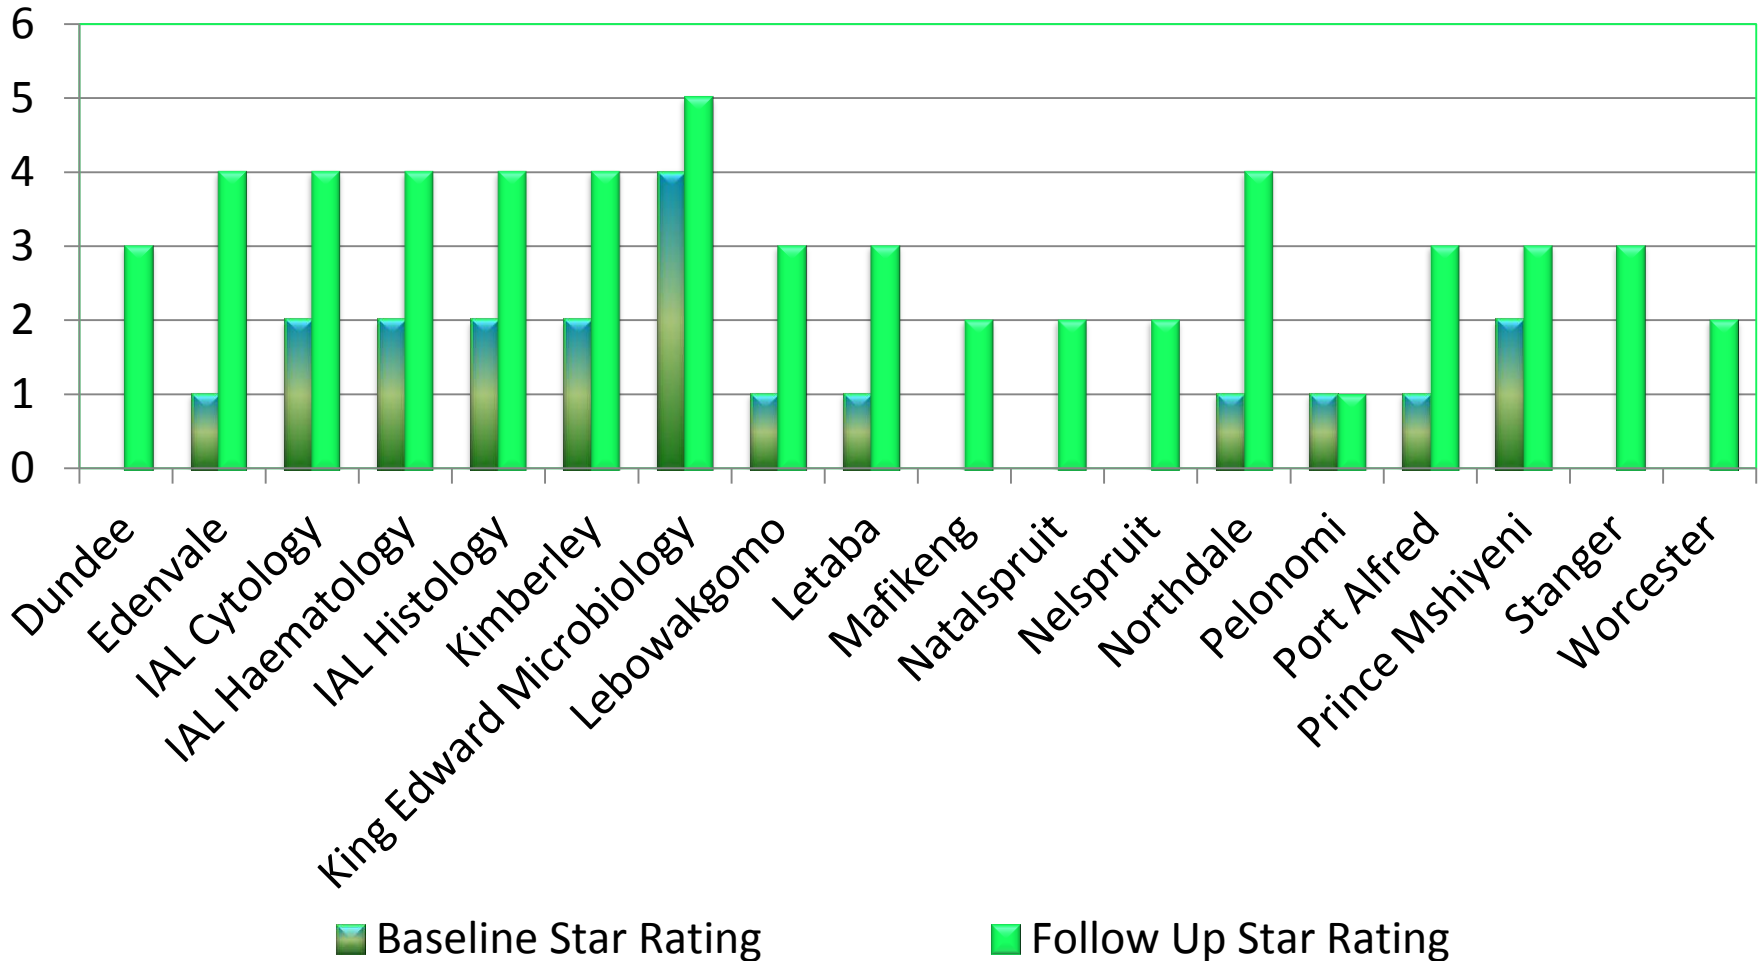 6
5
4
3
2
1
0
Dundee
Edenvale
IAL Cytology
IAL Haematology
IAL Histology
Kimberley
King Edward Microbiology
Lebowakgomo
Letaba
Mafikeng
Natalspruit
Nelspruit
Northdale
Pelonomi
Port Alfred
Prince Mshiyeni
Stanger
Worcester
Baseline Star Rating
Follow Up Star Rating